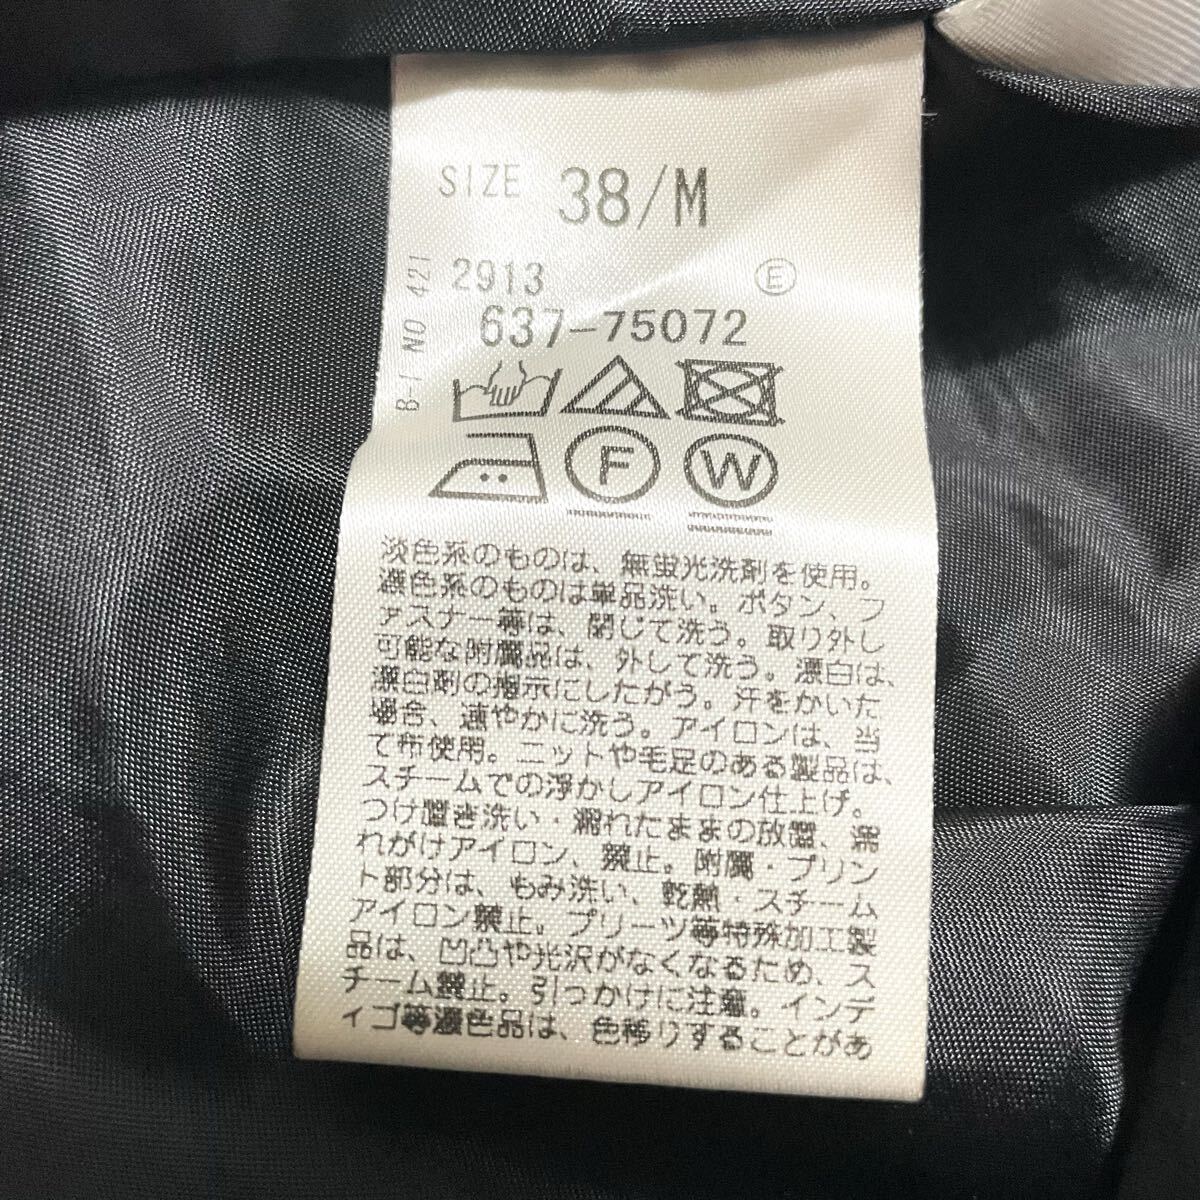 SIZE 38/M
2913 Ⓔ
637-75072
B-1 NO 421
F W
淡色系のものは、無蛍光洗剤を使用。
濃色系のものは単品洗い。ボタン、フ
ァスナー等は、閉じて洗う。取り外し
可能な附属品は、外して洗う。漂白は、
漂白剤の指示にしたがう。汗をかいた
場合、速やかに洗う。アイロンは、当
て布使用。ニットや毛足のある製品は、
スチームでの浮かしアイロン仕上げ。
つけ置き洗い・濡れたままの放置、濡
れがけアイロン、禁止。附属・プリン
ト部分は、もみ洗い、乾熱・スチーム
アイロン禁止。プリーツ等特殊加工製
品は、凹凸や光沢がなくなるため、ス
チーム禁止。引っかけに注意。インデ
ィゴ等濃色品は、色移りすることがあ